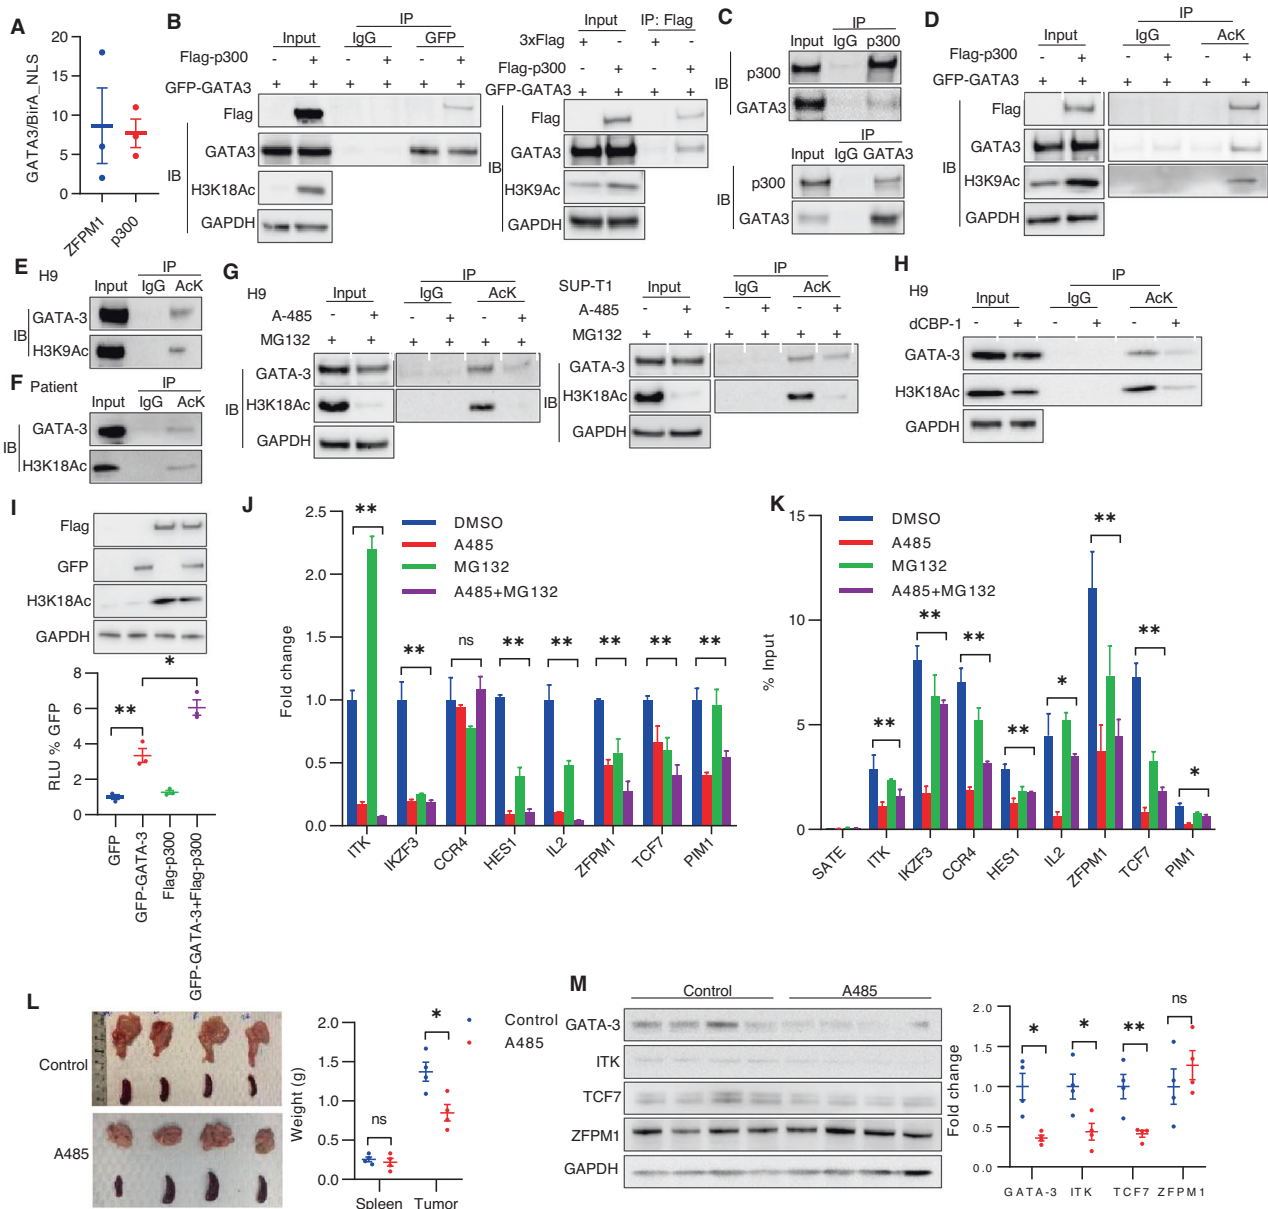 A
GATA3/BirA_NLS
20
15
10
5
0
ZFPM1
p300
B
IP
Input
IgG
GFP
Flag-p300
- + - + - +
GFP-GATA3
+ + + + + +
Flag
GATA3
H3K18Ac
GAPDH
IB
Input
IP: Flag
3xFlag
+ - + -
Flag-p300
- + - +
GFP-GATA3
+ + + +
Flag
GATA3
H3K9Ac
GAPDH
IB
C
IP
Input IgG p300
p300
GATA3
IB
IP
Input IgG GATA3
p300
GATA3
IB
D
IP
Input
IgG
AcK
Flag-p300
- + - + - +
GFP-GATA3
+ + + + + +
Flag
GATA3
H3K9Ac
GAPDH
IB
E
H9
IP
Input IgG AcK
GATA-3
H3K9Ac
IB
F
Patient
IP
Input IgG AcK
GATA-3
H3K18Ac
IB
G
H9
IP
Input
IgG
AcK
A-485
- + - + - +
MG132
+ + + + + +
GATA-3
H3K18Ac
GAPDH
IB
SUP-T1
IP
Input
IgG
AcK
A-485
- + - + - +
MG132
+ + + + + +
GATA-3
H3K18Ac
GAPDH
IB
H
H9
IP
Input
IgG
AcK
dCBP-1
- + - + - +
GATA-3
H3K18Ac
GAPDH
I
Flag
GFP
H3K18Ac
GAPDH
RLU % GFP
8
6
4
2
0
**
*
GFP
GFP-GATA-3
Flag-p300
GFP-GATA-3+Flag-p300
J
Fold change
2.5
2.0
1.5
1.0
0.5
0.0
DMSO
A485
MG132
A485+MG132
** ** ns ** ** ** ** **
ITK
IKZF3
CCR4
HES1
IL2
ZFPM1
TCF7
PIM1
K
% Input
15
10
5
0
DMSO
A485
MG132
A485+MG132
** ** ** ** * ** ** *
SATE
ITK
IKZF3
CCR4
HES1
IL2
ZFPM1
TCF7
PIM1
L
Control
A485
Weight (g)
2.0
1.5
1.0
0.5
0.0
ns
*
Spleen
Tumor
Control
A485
M
Control
A485
GATA-3
ITK
TCF7
ZFPM1
GAPDH
Fold change
2.0
1.5
1.0
0.5
0.0
* * ** ns
GATA-3
ITK
TCF7
ZFPM1